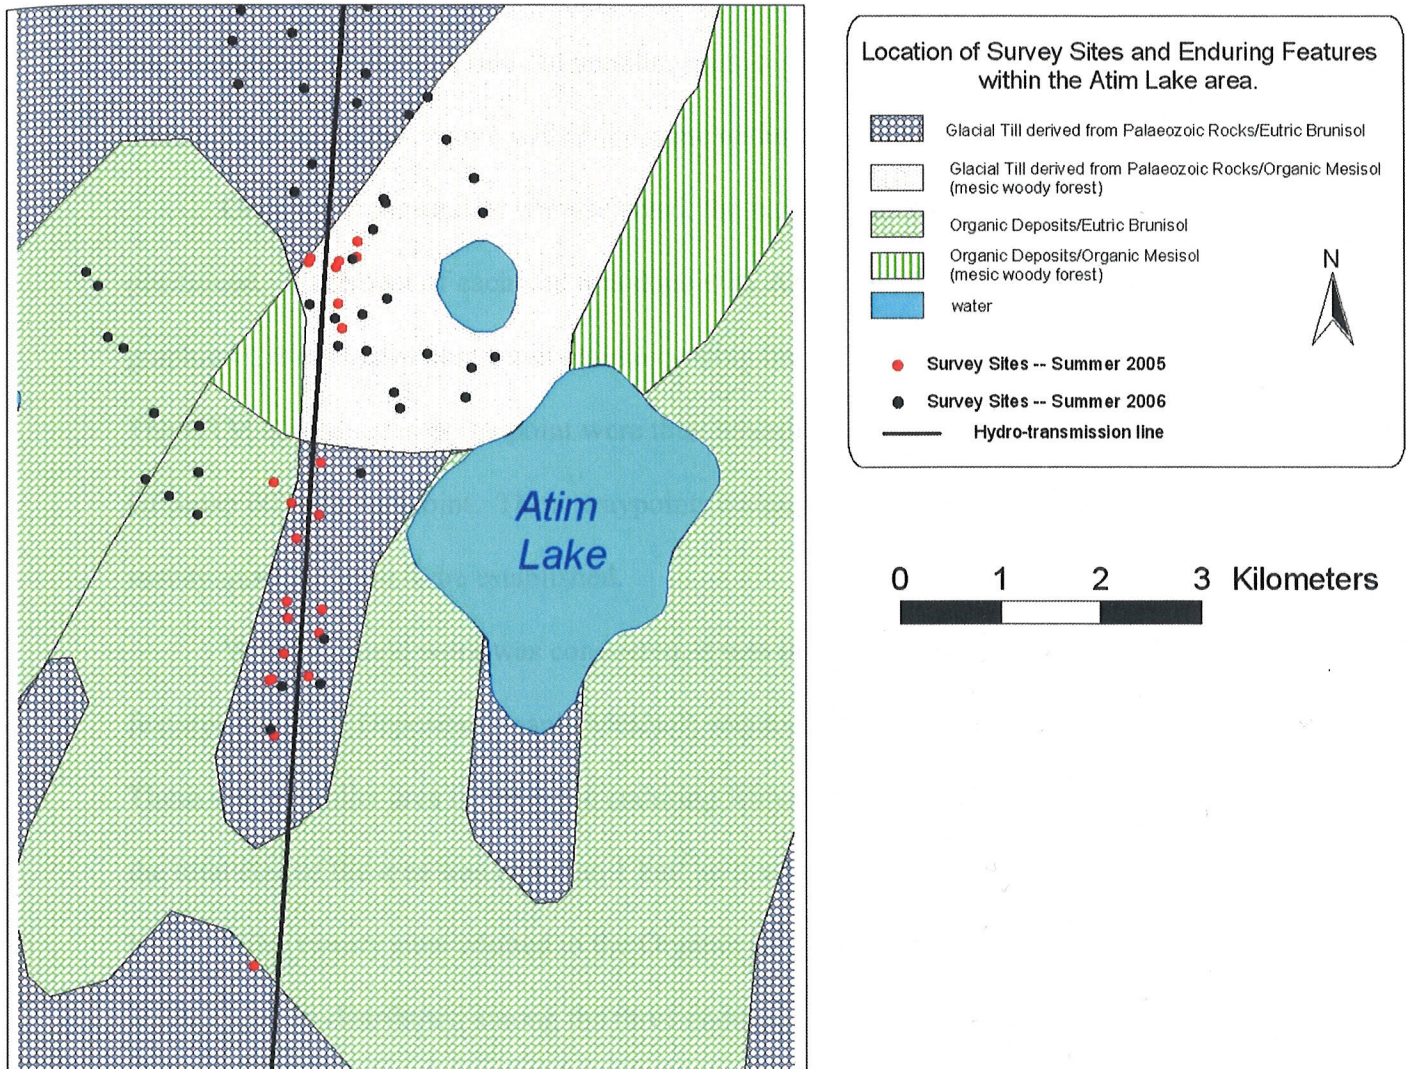 Location of Survey Sites and Enduring Features
within the Atim Lake area.
Glacial Till derived from Palaeozoic Rocks/Eutric Brunisol
Glacial Till derived from Palaeozoic Rocks/Organic Mesisol
(mesic woody forest)
Organic Deposits/Eutric Brunisol
Organic Deposits/Organic Mesisol
(mesic woody forest)
water
N
Survey Sites -- Summer 2005
Survey Sites -- Summer 2006
Hydro-transmission line
Atim
Lake
0 1 2 3 Kilometers